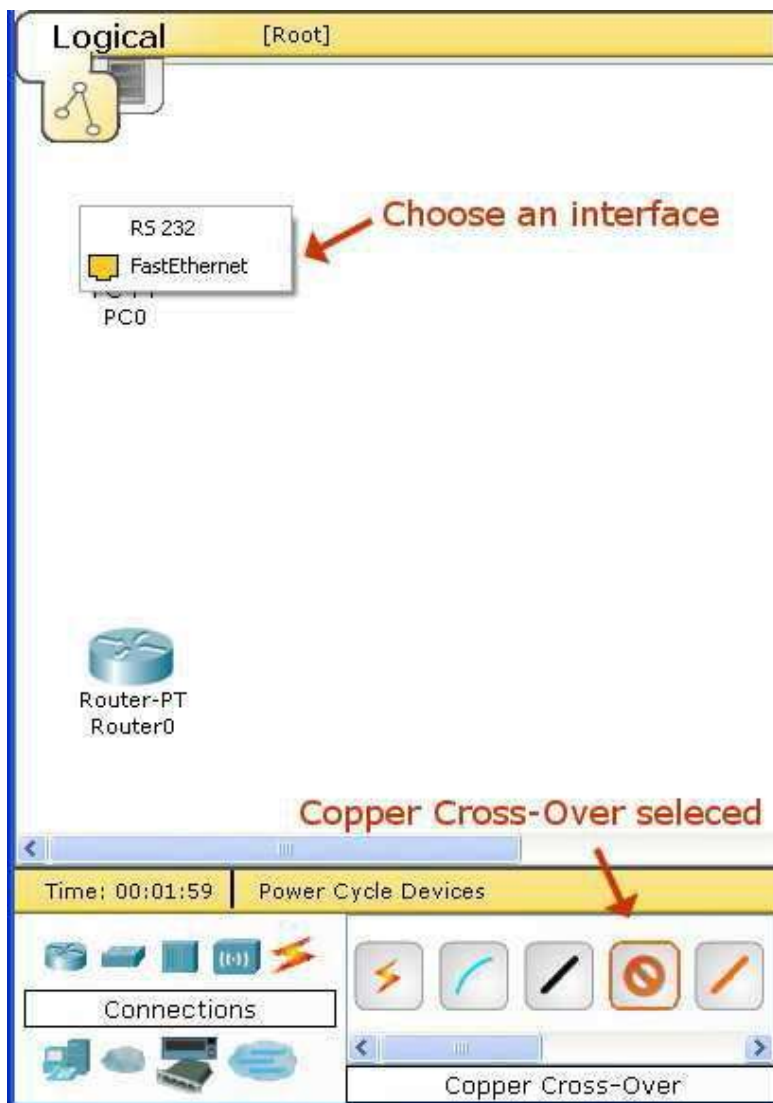 Logical [Root]
Choose an interface
RS 232
FastEthernet
PC0
Router-PT
Router0
Copper Cross-Over seleced
Time: 00:01:59 Power Cycle Devices
Connections
Copper Cross-Over